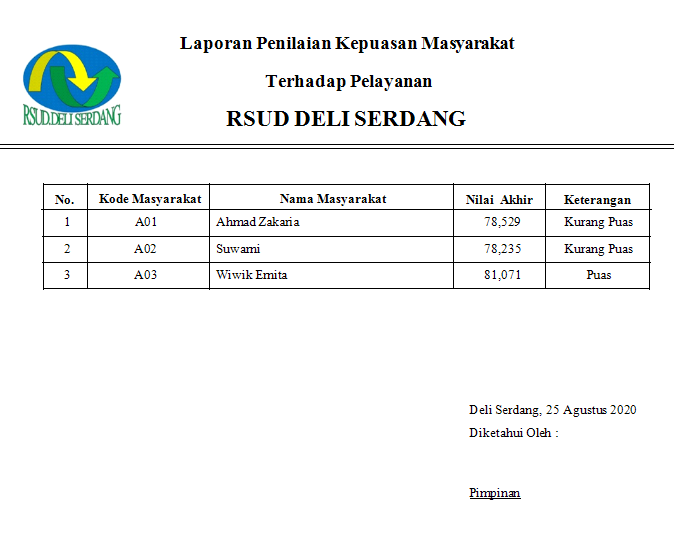 Laporan Penilaian Kepuasan Masyarakat
Terhadap Pelayanan
RSUD DELI SERDANG
RSUD.DELI SERDANG
No. Kode Masyarakat Nama Masyarakat Nilai Akhir Keterangan
1 A01 Ahmad Zakaria 78,529 Kurang Puas
2 A02 Suwarni 78,235 Kurang Puas
3 A03 Wiwik Ernita 81,071 Puas
Deli Serdang, 25 Agustus 2020
Diketahui Oleh :
Pimpinan